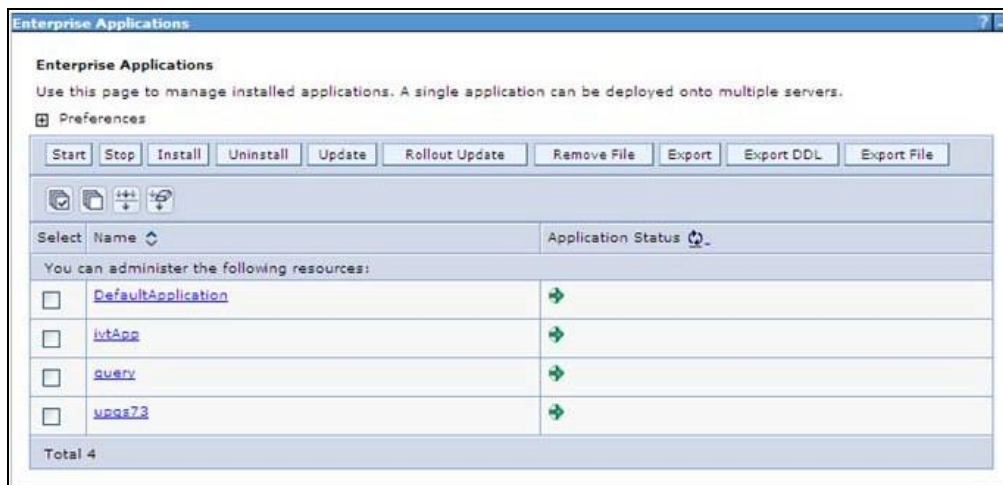 Enterprise Applications ?
Enterprise Applications
Use this page to manage installed applications. A single application can be deployed onto multiple servers.
Preferences
Start Stop Install Uninstall Update Rollout Update Remove File Export Export DDL Export File
Select Name Application Status
You can administer the following resources:
DefaultApplication
ivtApp
query
upgs73
Total 4